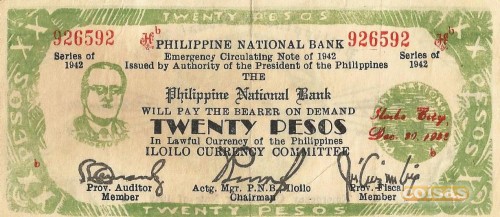 TWENTY PESOS
926592 b PHILIPPINE NATIONAL BANK 926592 b
Series of 1942 Emergency Circulating Note of 1942 Series of 1942
Issued by Authority of the President of the Philippines
THE
Philippine National Bank
WILL PAY THE BEARER ON DEMAND
TWENTY PESOS
In Lawful Currency of the Philippines
ILOILO CURRENCY COMMITTEE
Iloilo City
b
b
Prov. Auditor Actg. Mgr. P.N.B. Iloilo Prov. Fiscal
Member Chairman Member
coisas
TWENTY PESOS